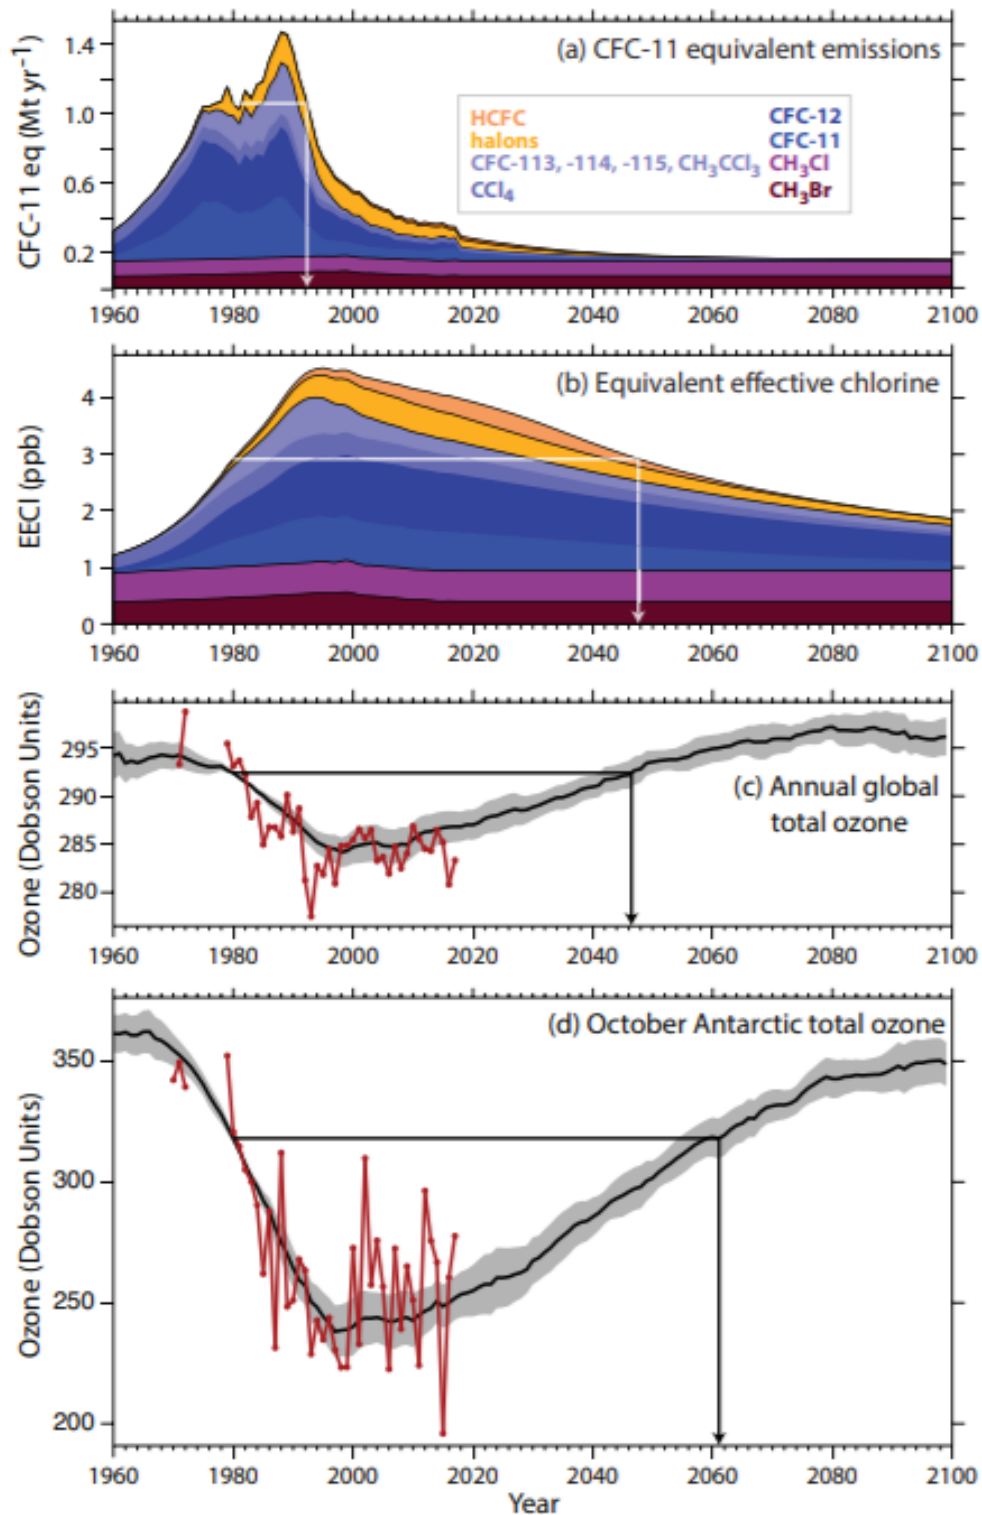 (a) CFC-11 equivalent emissions
CFC-11 eq (Mt yr⁻¹)
1.4
1.0
0.6
0.2
HCFC
halons
CFC-113, -114, -115, CH₃CCl₃
CCl₄
CFC-12
CFC-11
CH₃Cl
CH₃Br
1960 1980 2000 2020 2040 2060 2080 2100
(b) Equivalent effective chlorine
EECl (ppb)
4
3
2
1
0
1960 1980 2000 2020 2040 2060 2080 2100
(c) Annual global
total ozone
Ozone (Dobson Units)
295
290
285
280
1960 1980 2000 2020 2040 2060 2080 2100
(d) October Antarctic total ozone
Ozone (Dobson Units)
350
300
250
200
1960 1980 2000 2020 2040 2060 2080 2100
Year